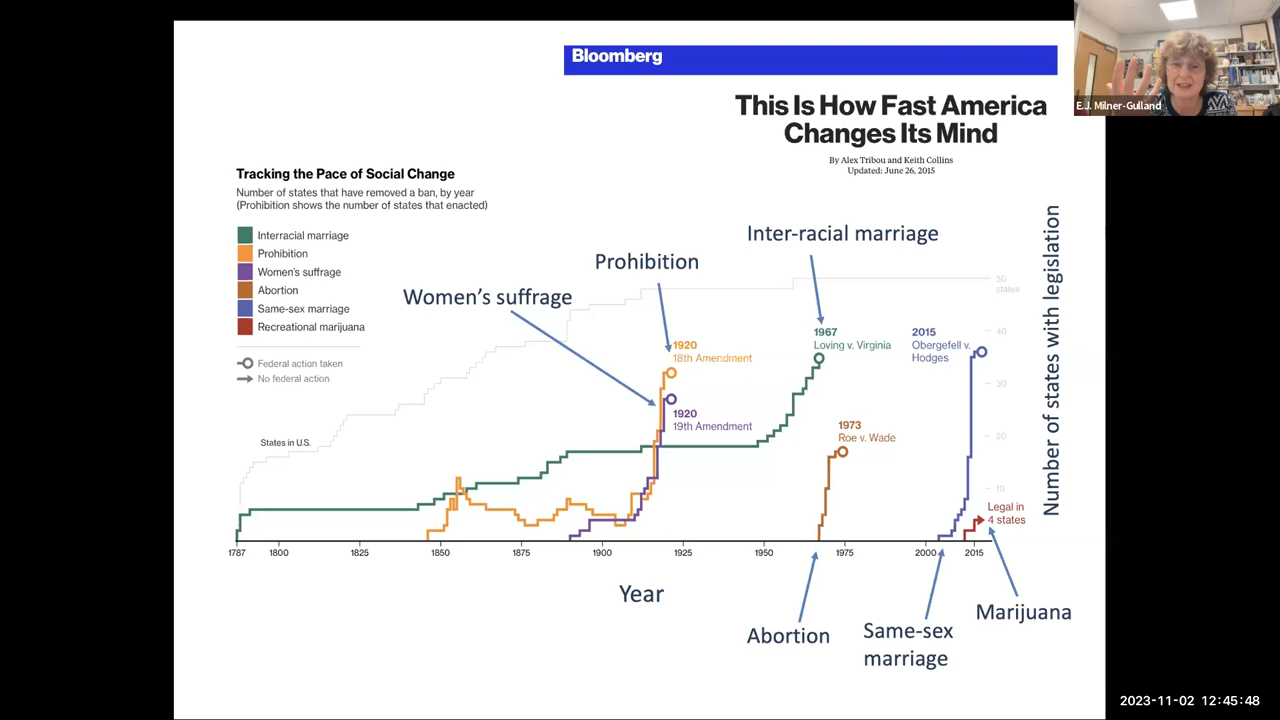 Bloomberg
This Is How Fast America
Changes Its Mind
By Alex Tribou and Keith Collins
Updated: June 26, 2015
E.J. Milner-Gulland
Tracking the Pace of Social Change
Number of states that have removed a ban, by year
(Prohibition shows the number of states that enacted)
Interracial marriage
Prohibition
Women's suffrage
Abortion
Same-sex marriage
Recreational marijuana
Federal action taken
No federal action
States in U.S.
Women's suffrage
Prohibition
Inter-racial marriage
1920
18th Amendment
1920
19th Amendment
1967
Loving v. Virginia
1973
Roe v. Wade
2015
Obergefell v.
Hodges
Legal in
4 states
50
states
40
30
20
10
Number of states with legislation
1787
1800
1825
1850
1875
1900
1925
1950
1975
2000
2015
Year
Abortion
Same-sex
marriage
Marijuana
2023-11-02 12:45:48